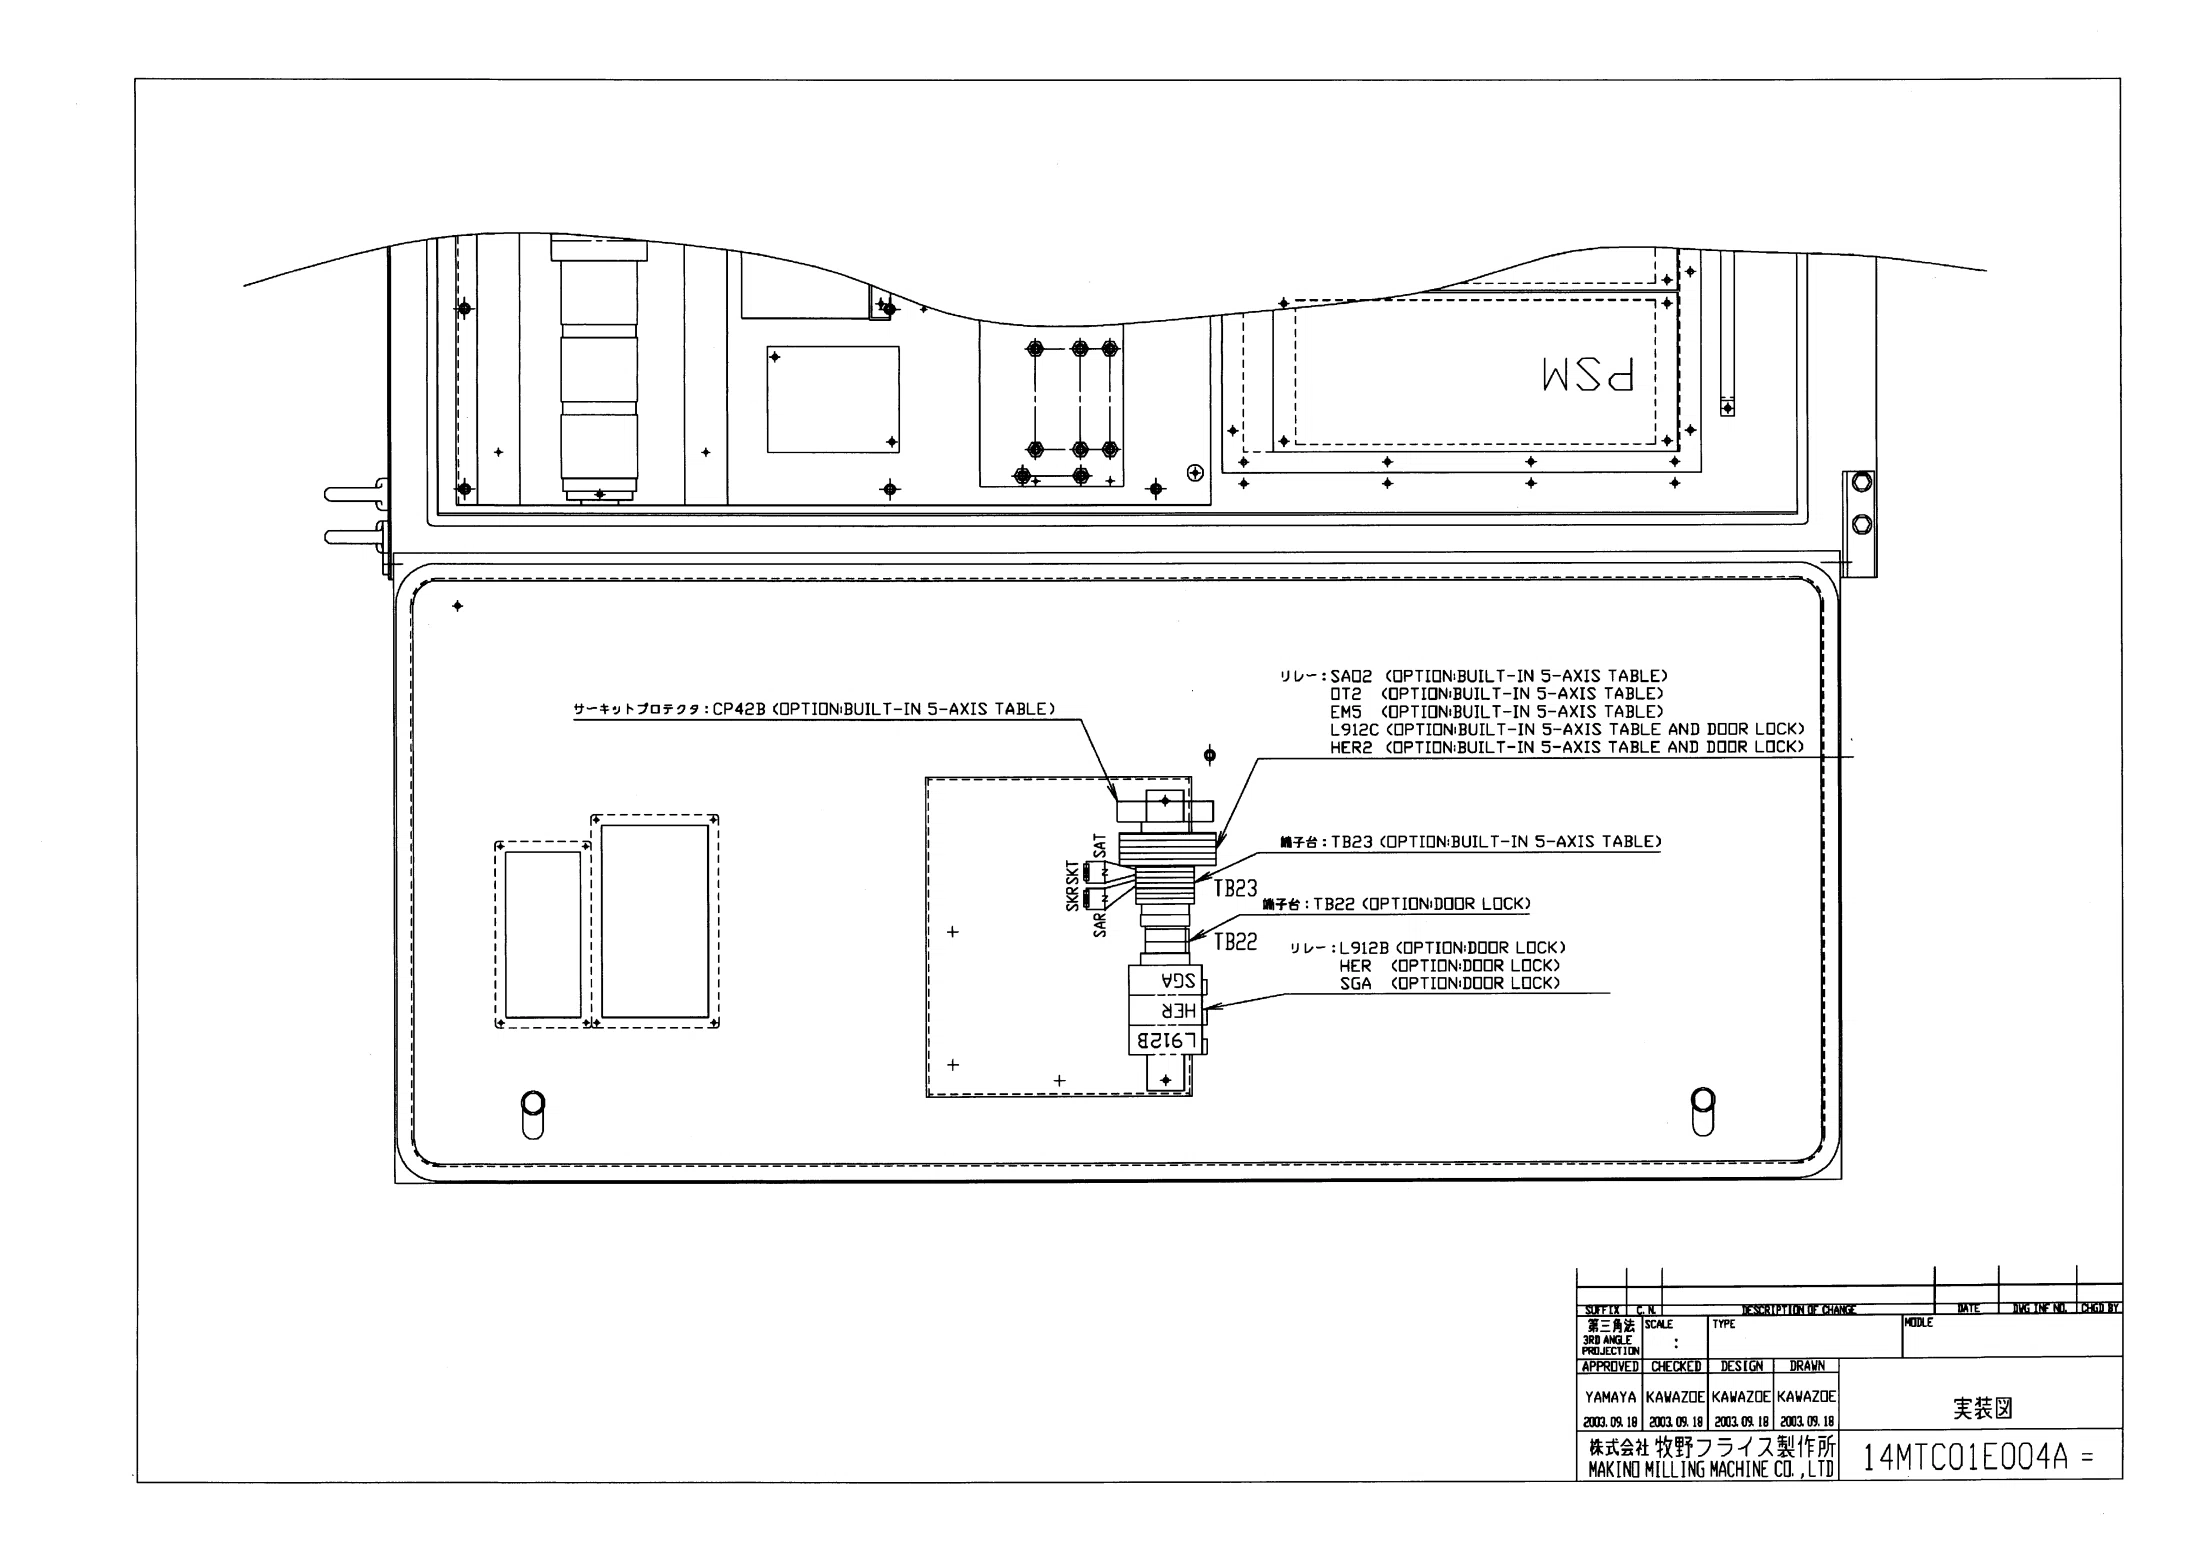 PSM
リレー:SA02 (OPTION:BUILT-IN 5-AXIS TABLE)
OT2 (OPTION:BUILT-IN 5-AXIS TABLE)
EM5 (OPTION:BUILT-IN 5-AXIS TABLE)
L912C (OPTION:BUILT-IN 5-AXIS TABLE AND DOOR LOCK)
HER2 (OPTION:BUILT-IN 5-AXIS TABLE AND DOOR LOCK)
サーキットプロテクタ:CP42B (OPTION:BUILT-IN 5-AXIS TABLE)
端子台:TB23 (OPTION:BUILT-IN 5-AXIS TABLE)
SAT
SKT
SKR
SAR
Z
Z
TB23
端子台:TB22 (OPTION:DOOR LOCK)
TB22
リレー:L912B (OPTION:DOOR LOCK)
HER (OPTION:DOOR LOCK)
SGA (OPTION:DOOR LOCK)
SGA
HER
L912B
SUFFIX C.N. DESCRIPTION OF CHANGE DATE DWG INF NO. CHGD BY
第三角法 SCALE TYPE MODLE
3RD ANGLE :
PROJECTION
APPROVED CHECKED DESIGN DRAWN
YAMAYA KAWAZOE KAWAZOE KAWAZOE
2003.09.18 2003.09.18 2003.09.18 2003.09.18
実装図
株式会社 牧野フライス製作所
MAKINO MILLING MACHINE CO.,LTD
14MTC01E004A =